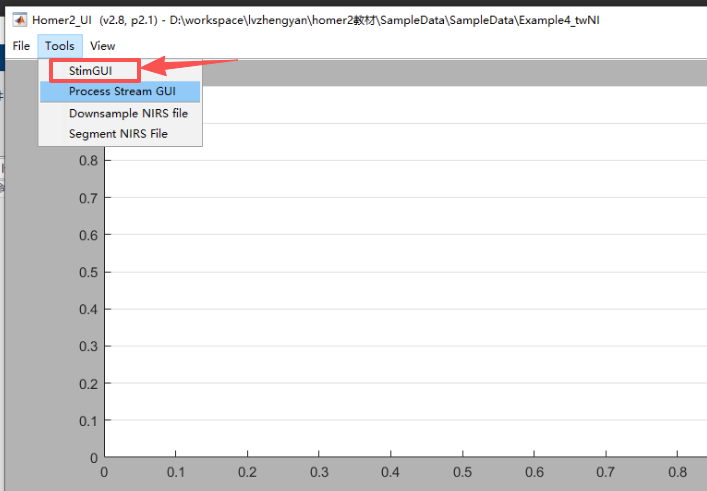 Homer2_UI (v2.8, p2.1) - D:\workspace\lvzhengyan\homer2教材\SampleData\SampleData\Example4_twNI
File Tools View
StimGUI
Process Stream GUI
Downsample NIRS file
Segment NIRS File
0.8
0.7
0.6
0.5
0.4
0.3
0.2
0.1
0
0 0.1 0.2 0.3 0.4 0.5 0.6 0.7 0.8